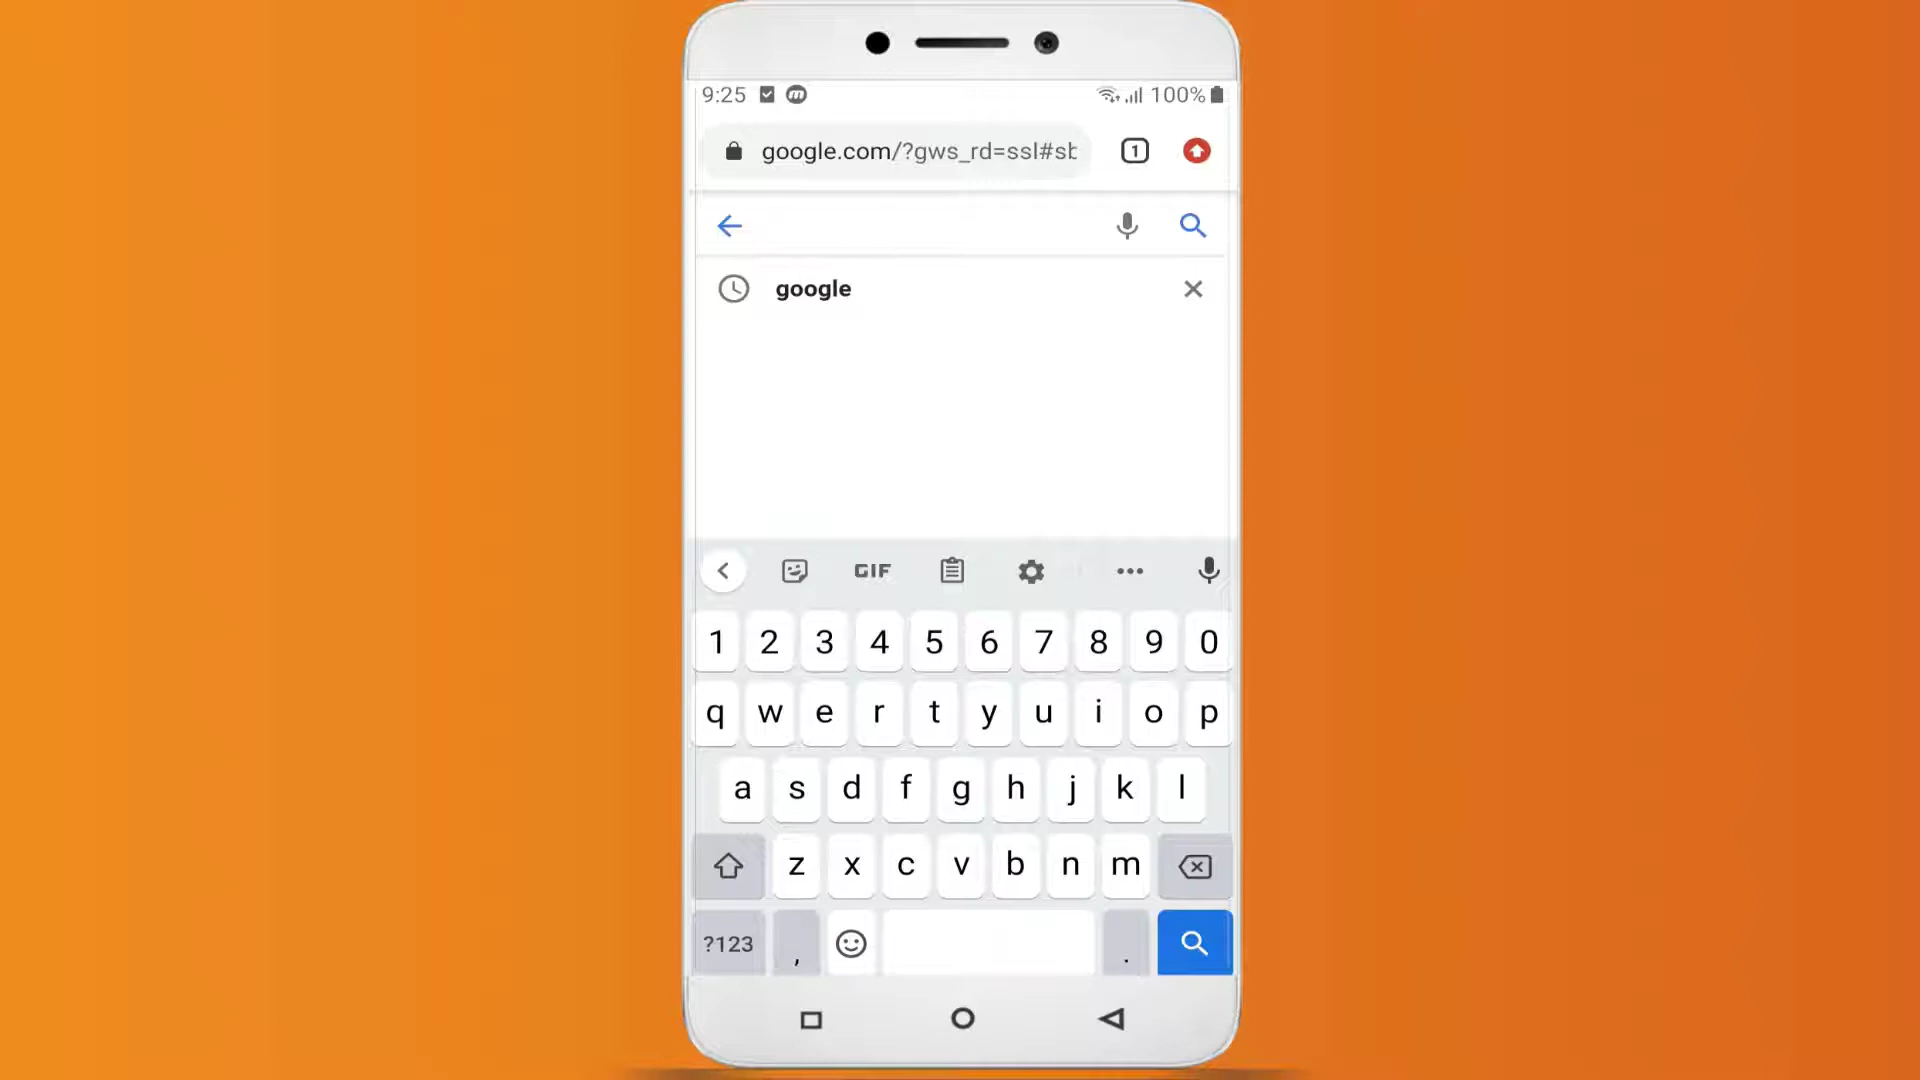 9:25 m 100%
google.com/?gws_rd=ssl#sb 1
google
GIF
1 2 3 4 5 6 7 8 9 0
q w e r t y u i o p
a s d f g h j k l
z x c v b n m
?123 , .